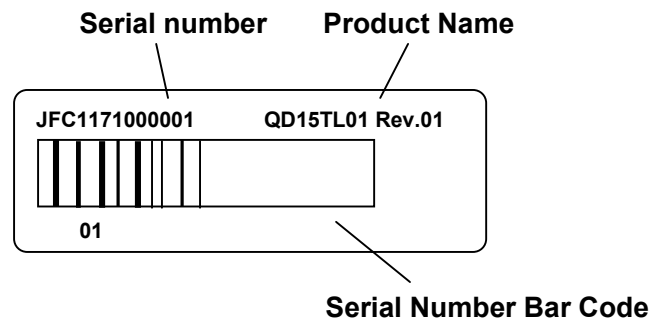 Serial number Product Name
JFC1171000001 QD15TL01 Rev.01
01
Serial Number Bar Code